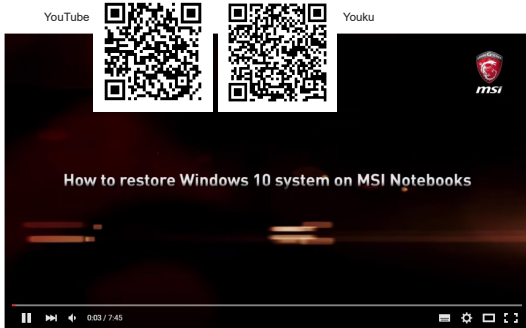 YouTube
Youku
msi
How to restore Windows 10 system on MSI Notebooks
0:03 / 7:45